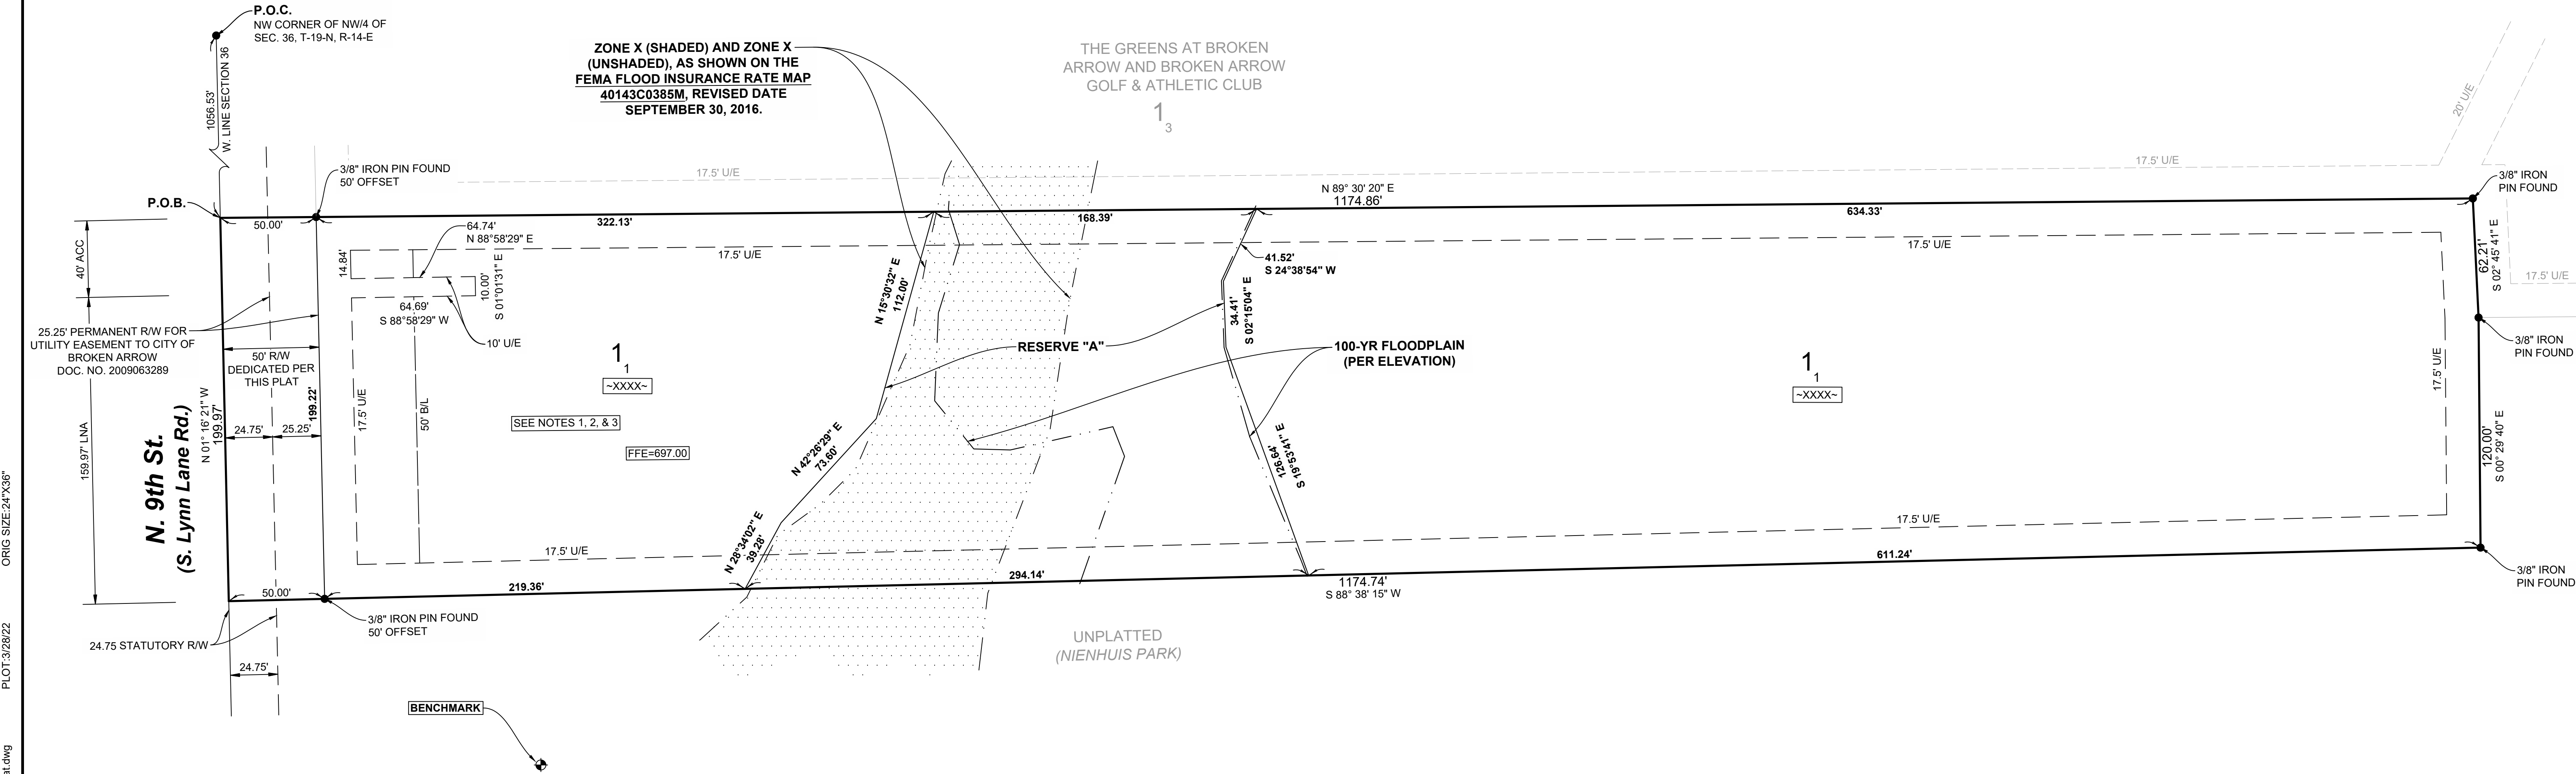 P.O.C.
NW CORNER OF NW/4 OF
SEC. 36, T-19-N, R-14-E
1056.53'
W. LINE SECTION 36
ZONE X (SHADED) AND ZONE X
(UNSHADED), AS SHOWN ON THE
FEMA FLOOD INSURANCE RATE MAP
40143C0385M, REVISED DATE
SEPTEMBER 30, 2016.
THE GREENS AT BROKEN
ARROW AND BROKEN ARROW
GOLF & ATHLETIC CLUB
1
3
20' U/E
17.5' U/E
17.5' U/E
3/8" IRON PIN FOUND
50' OFFSET
P.O.B.
N 89° 30' 20" E
1174.86'
3/8" IRON
PIN FOUND
50.00'
322.13'
168.39'
634.33'
64.74'
N 88°58'29" E
14.84'
17.5' U/E
17.5' U/E
40' ACC
10.00'
S 01°01'31" E
64.69'
S 88°58'29" W
10' U/E
N 15°30'32" E
112.00'
41.52'
S 24°38'54" W
34.41'
S 02°15'04" E
62.21'
S 02° 45' 41" E
17.5' U/E
25.25' PERMANENT R/W FOR
UTILITY EASEMENT TO CITY OF
BROKEN ARROW
DOC. NO. 2009063289
50' R/W
DEDICATED PER
THIS PLAT
1
1
~XXXX~
RESERVE "A"
100-YR FLOODPLAIN
(PER ELEVATION)
1
1
~XXXX~
3/8" IRON
PIN FOUND
17.5' U/E
159.97' LNA
N. 9th St.
(S. Lynn Lane Rd.)
N 01° 16' 21" W
199.97'
199.22'
24.75'
25.25'
17.5' U/E
50' B/L
SEE NOTES 1, 2, & 3
FFE=697.00
N 42°26'29" E
73.60'
126.64'
S 19°53'41" E
120.00'
S 00° 29' 40" E
N 28°34'02" E
39.28'
17.5' U/E
17.5' U/E
50.00'
219.36'
294.14'
1174.74'
S 88° 38' 15" W
611.24'
3/8" IRON
PIN FOUND
3/8" IRON PIN FOUND
50' OFFSET
24.75 STATUTORY R/W
24.75'
UNPLATTED
(NIENHUIS PARK)
BENCHMARK
ORIG SIZE:24"X36"
PLOT:3/28/22
at.dwg